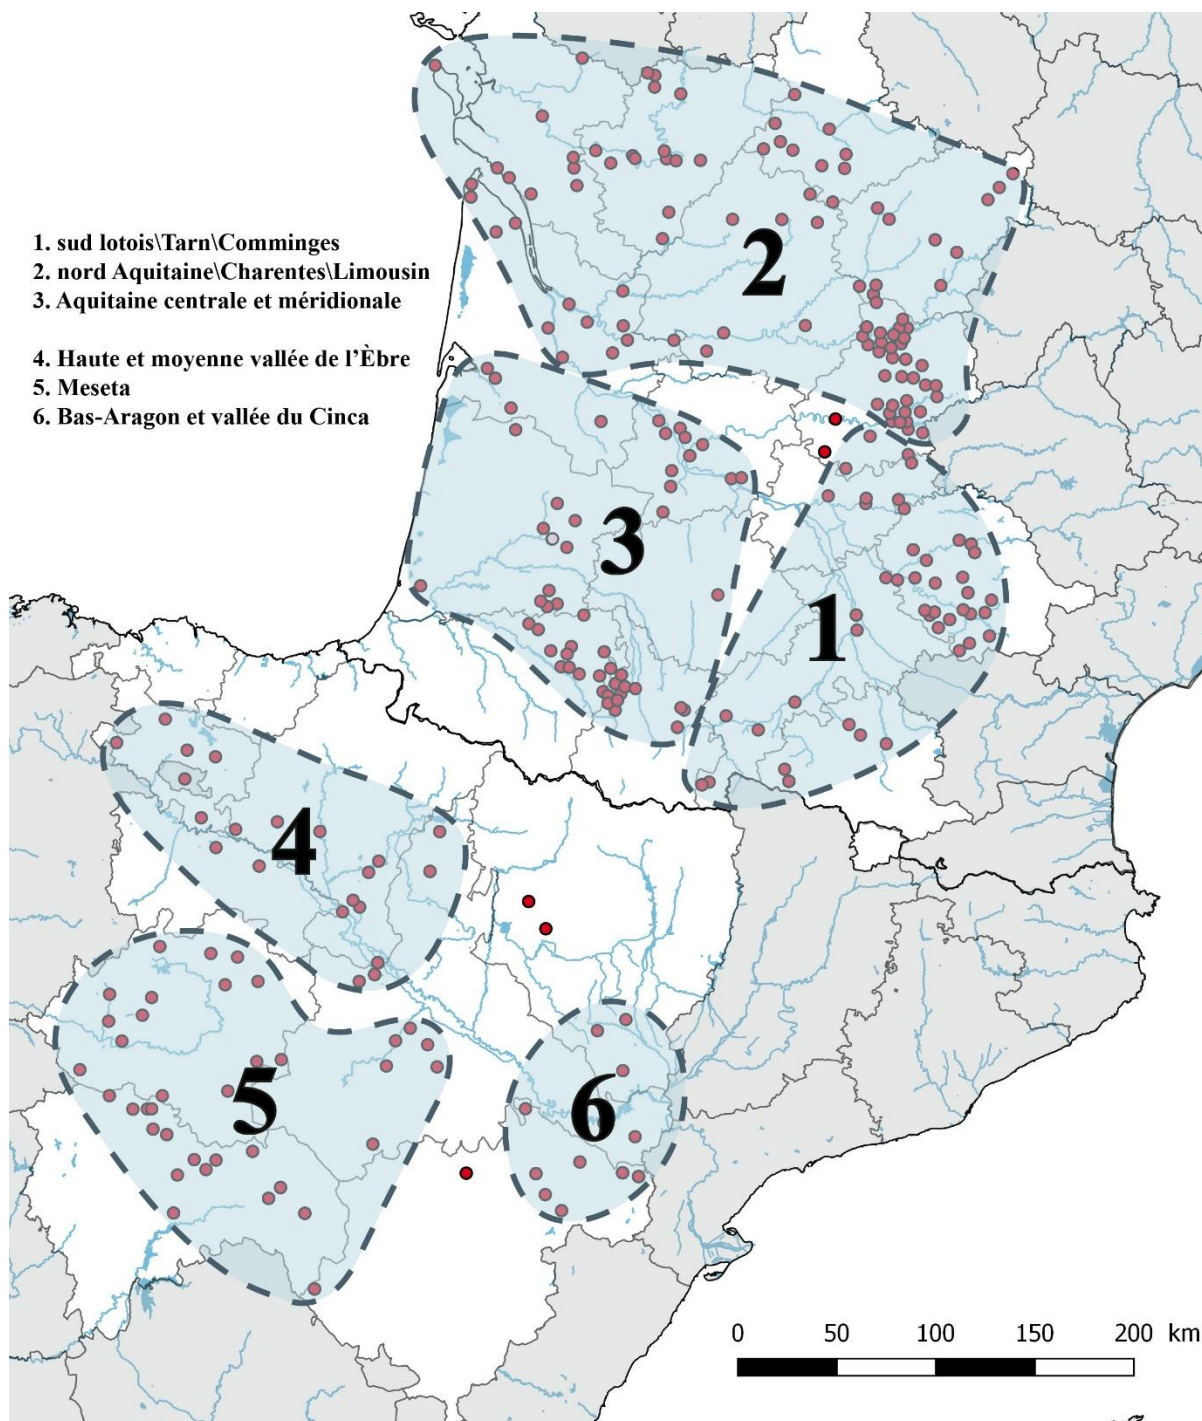 1. sud lotois\Tarn\Comminges
2. nord Aquitaine\Charentes\Limousin
3. Aquitaine centrale et méridionale
4. Haute et moyenne vallée de l'Èbre
5. Meseta
6. Bas-Aragon et vallée du Cinca
2
3
1
4
5
6
0 50 100 150 200 km